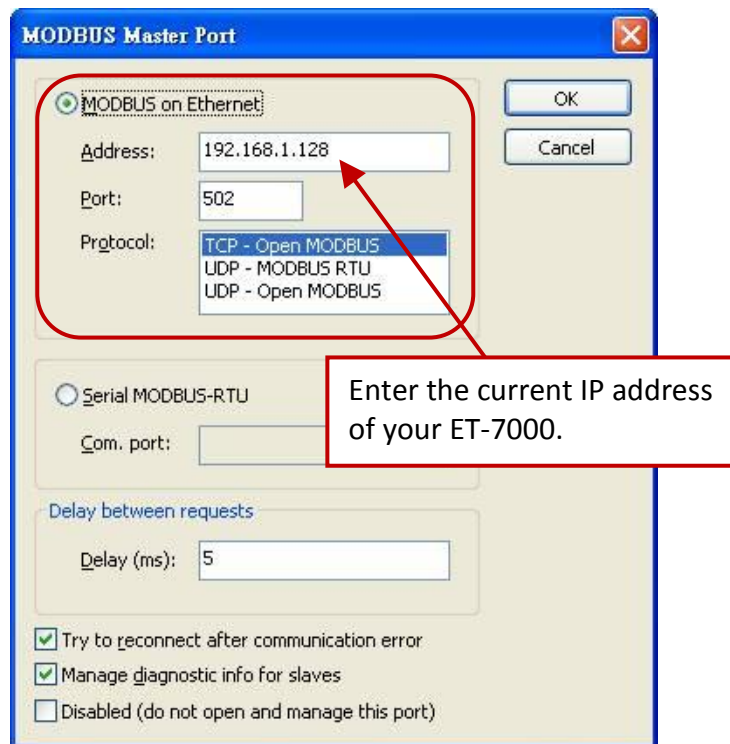 MODBUS Master Port
MODBUS on Ethernet
OK
Address: 192.168.1.128
Cancel
Port: 502
Protocol: TCP - Open MODBUS
UDP - MODBUS RTU
UDP - Open MODBUS
Enter the current IP address
of your ET-7000.
Serial MODBUS-RTU
Com. port:
Delay between requests
Delay (ms): 5
Try to reconnect after communication error
Manage diagnostic info for slaves
Disabled (do not open and manage this port)